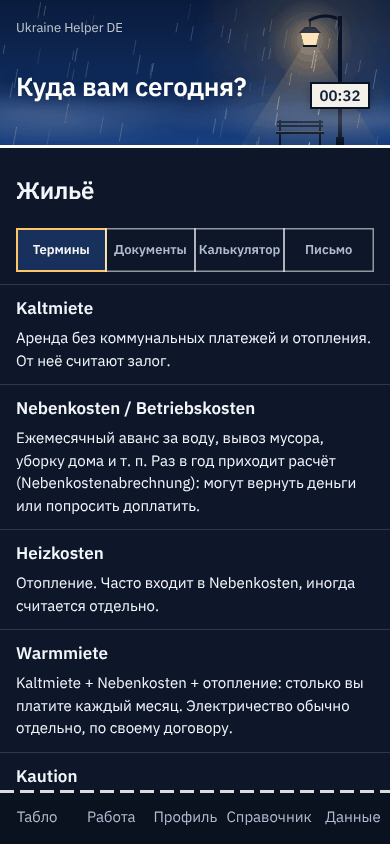 Ukraine Helper DE
Куда вам сегодня?
00:32
Жильё
Термины Документы Калькулятор Письмо
Kaltmiete
Аренда без коммунальных платежей и отопления.
От неё считают залог.
Nebenkosten / Betriebskosten
Ежемесячный аванс за воду, вывоз мусора,
уборку дома и т. п. Раз в год приходит расчёт
(Nebenkostenabrechnung): могут вернуть деньги
или попросить доплатить.
Heizkosten
Отопление. Часто входит в Nebenkosten, иногда
считается отдельно.
Warmmiete
Kaltmiete + Nebenkosten + отопление: столько вы
платите каждый месяц. Электричество обычно
отдельно, по своему договору.
Kaution
Табло Работа Профиль Справочник Данные